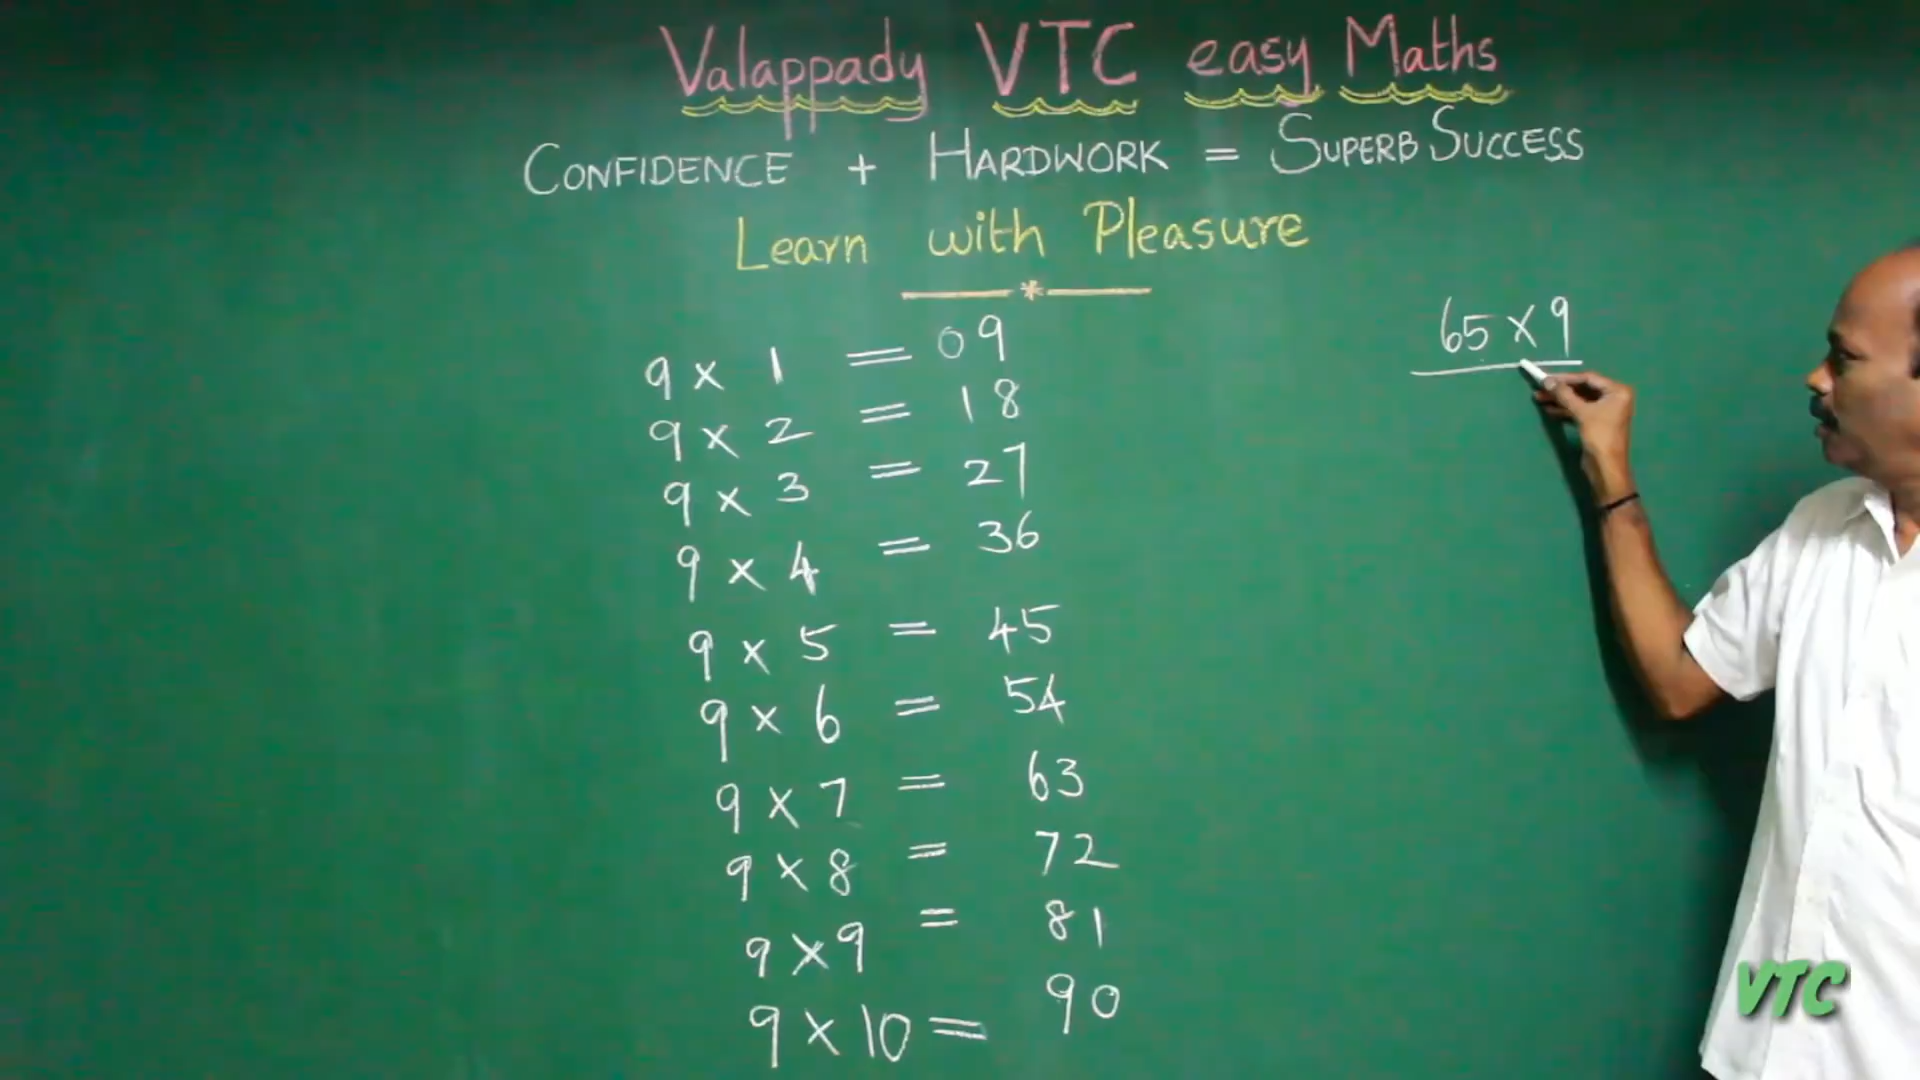 Valappady VTC easy Maths
CONFIDENCE + HARDWORK = SUPERB SUCCESS
Learn with Pleasure
9 x 1 = 09
9 x 2 = 18
9 x 3 = 27
9 x 4 = 36
9 x 5 = 45
9 x 6 = 54
9 x 7 = 63
9 x 8 = 72
9 x 9 = 81
9 x 10 = 90
65 x 9
VTC